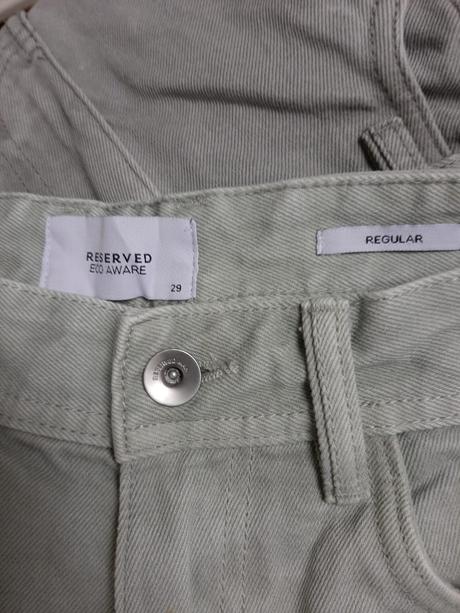 RESERVED
ECO AWARE
29
REGULAR